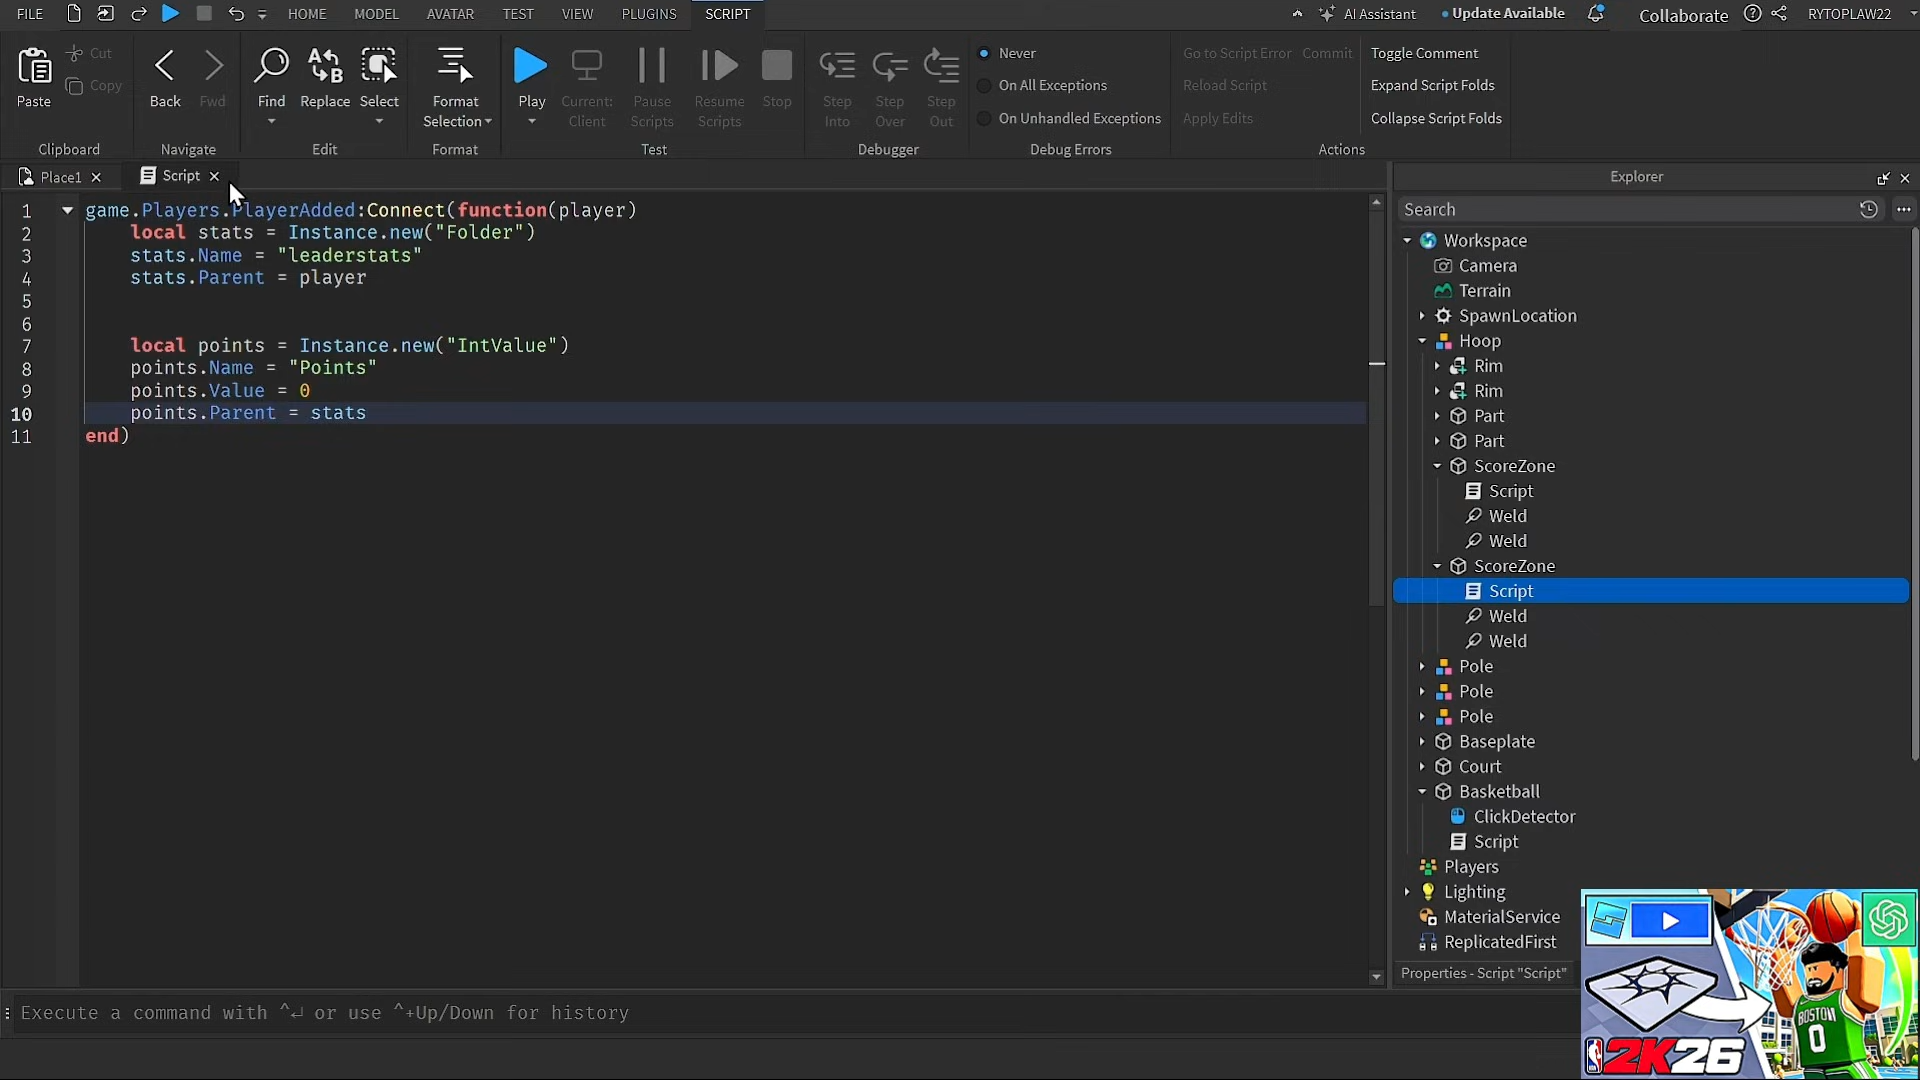 FILE
HOME
MODEL
AVATAR
TEST
VIEW
PLUGINS
SCRIPT
AI Assistant
Update Available
Collaborate
RYTOPLAW22
Paste
Cut
Copy
Clipboard
Back
Fwd
Navigate
Find
Replace
Select
Edit
Format
Selection
Format
Play
Current:
Client
Pause
Scripts
Resume
Scripts
Stop
Test
Step
Into
Step
Over
Step
Out
Debugger
Never
On All Exceptions
On Unhandled Exceptions
Debug Errors
Go to Script Error
Commit
Reload Script
Apply Edits
Toggle Comment
Expand Script Folds
Collapse Script Folds
Actions
Place1
Script
1 game.Players.PlayerAdded:Connect(function(player)
2 local stats = Instance.new("Folder")
3 stats.Name = "leaderstats"
4 stats.Parent = player
5
6
7 local points = Instance.new("IntValue")
8 points.Name = "Points"
9 points.Value = 0
10 points.Parent = stats
11 end)
Explorer
Search
Workspace
Camera
Terrain
SpawnLocation
Hoop
Rim
Rim
Part
Part
ScoreZone
Script
Weld
Weld
ScoreZone
Script
Weld
Weld
Pole
Pole
Pole
Baseplate
Court
Basketball
ClickDetector
Script
Players
Lighting
MaterialService
ReplicatedFirst
Properties - Script "Script"
Execute a command with ^↵ or use ^+Up/Down for history
BOSTON
0
2K26